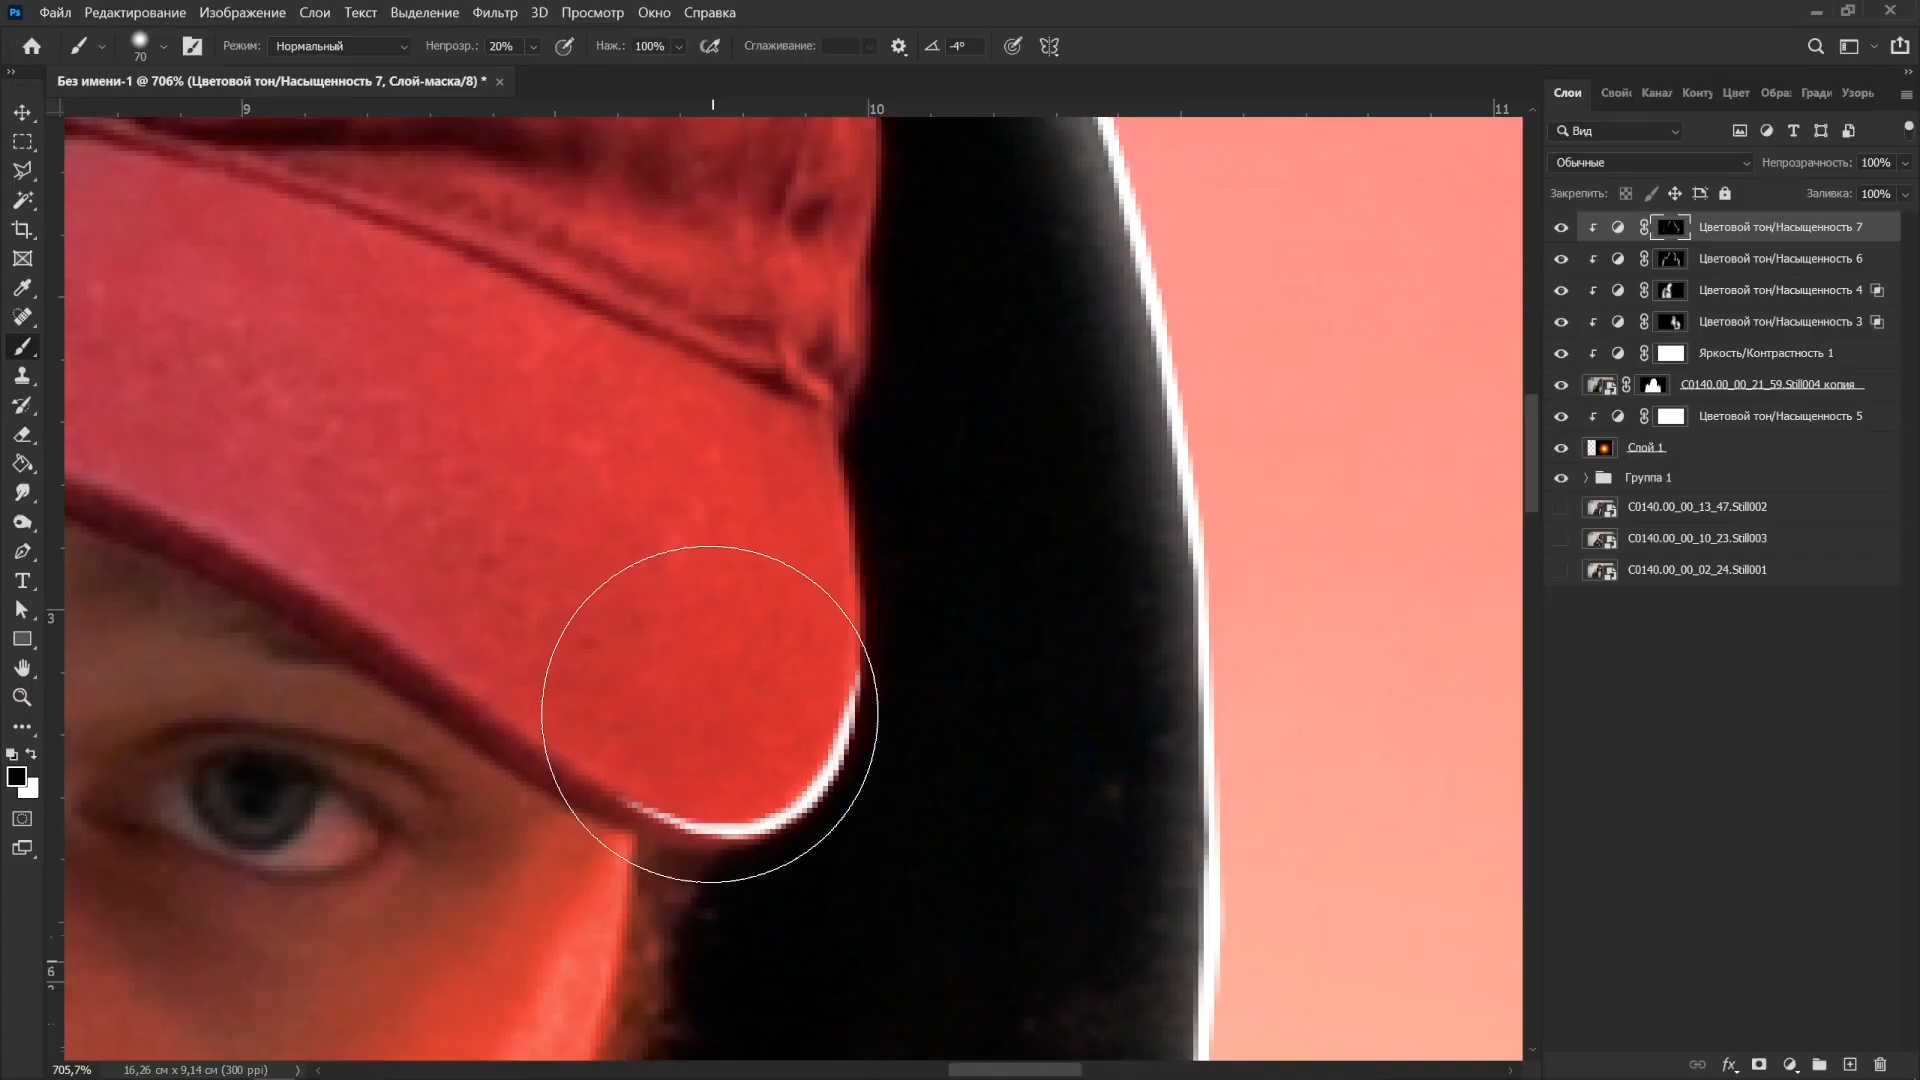 Ps Файл Редактирование Изображение Слои Текст Выделение Фильтр 3D Просмотр Окно Справка
70 Режим: Нормальный Непрозр.: 20% Наж.: 100% Сглаживание: -4°
Без имени-1 @ 706% (Цветовой тон/Насыщенность 7, Слой-маска/8) *
9 10 11
3
6
Слои Свойс Канал Конту Цвет Обра: Гради Узоры
Вид
Обычные Непрозрачность: 100%
Закрепить: Заливка: 100%
Цветовой тон/Насыщенность 7
Цветовой тон/Насыщенность 6
Цветовой тон/Насыщенность 4
Цветовой тон/Насыщенность 3
Яркость/Контрастность 1
C0140.00_00_21_59.Still004 копия
Цветовой тон/Насыщенность 5
Слой 1
Группа 1
C0140.00_00_13_47.Still002
C0140.00_00_10_23.Still003
C0140.00_00_02_24.Still001
705,7% 16,26 см x 9,14 см (300 ppi)
fx